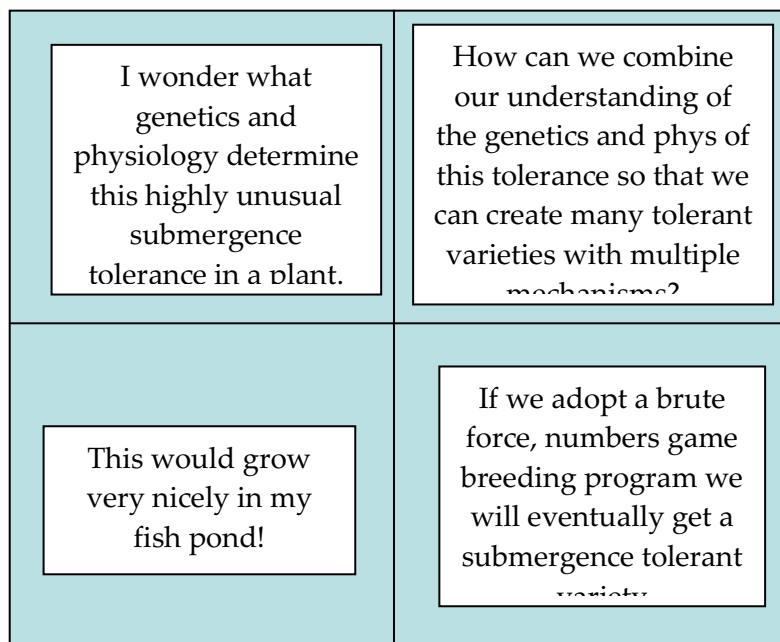 I wonder what
genetics and
physiology determine
this highly unusual
submergence
tolerance in a plant.
How can we combine
our understanding of
the genetics and phys of
this tolerance so that we
can create many tolerant
varieties with multiple
mechanisms?
This would grow
very nicely in my
fish pond!
If we adopt a brute
force, numbers game
breeding program we
will eventually get a
submergence tolerant
variety